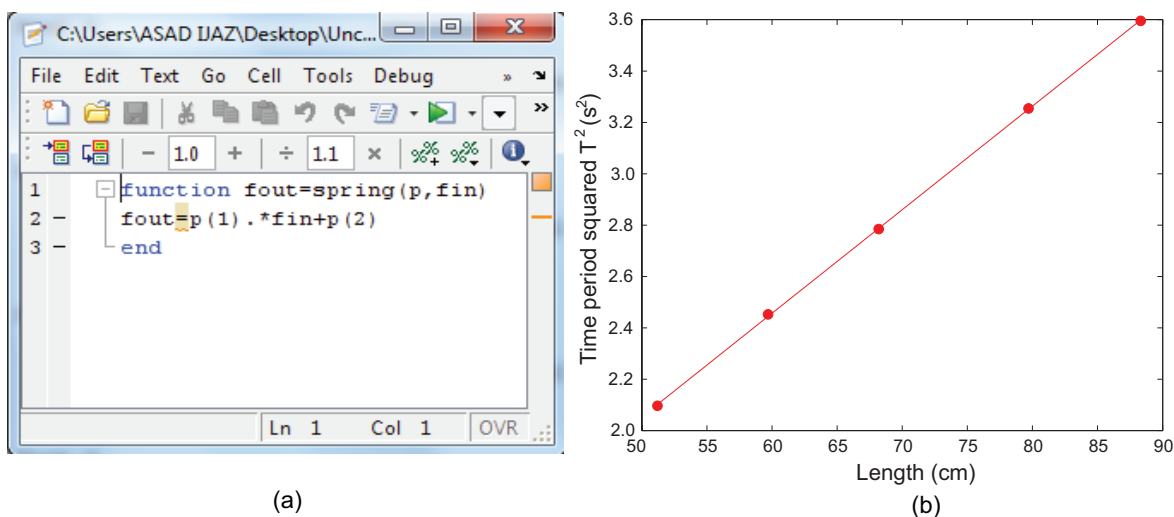 C:\Users\ASAD IJAZ\Desktop\Unc...
File Edit Text Go Cell Tools Debug »
»
− 1.0 + ÷ 1.1 ×
1 function fout=spring(p,fin)
2 − fout=p(1).*fin+p(2)
3 − end
Ln 1 Col 1 OVR
(a)
Time period squared T² (s²)
3.6
3.4
3.2
3.0
2.8
2.6
2.4
2.2
2.0
50 55 60 65 70 75 80 85 90
Length (cm)
(b)